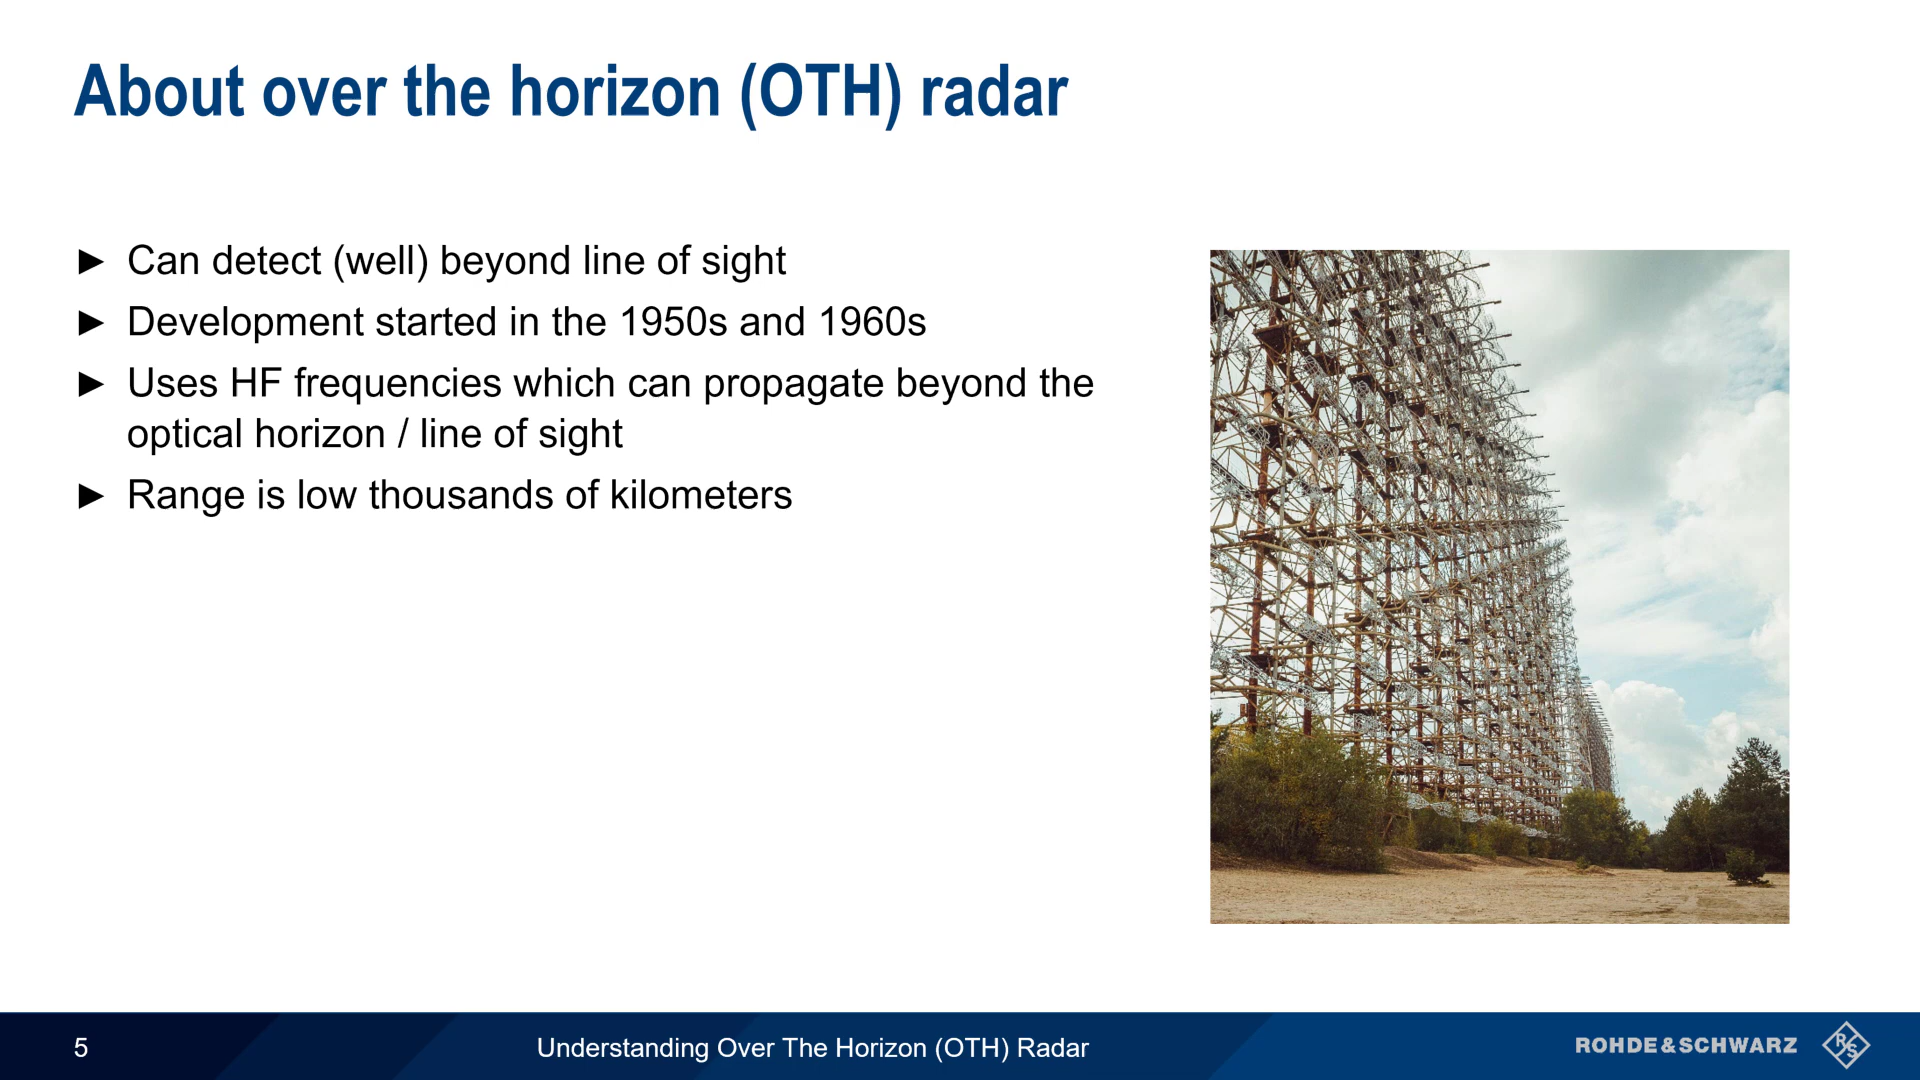 About over the horizon (OTH) radar
► Can detect (well) beyond line of sight
► Development started in the 1950s and 1960s
► Uses HF frequencies which can propagate beyond the
optical horizon / line of sight
► Range is low thousands of kilometers
5
Understanding Over The Horizon (OTH) Radar
ROHDE & SCHWARZ
R S